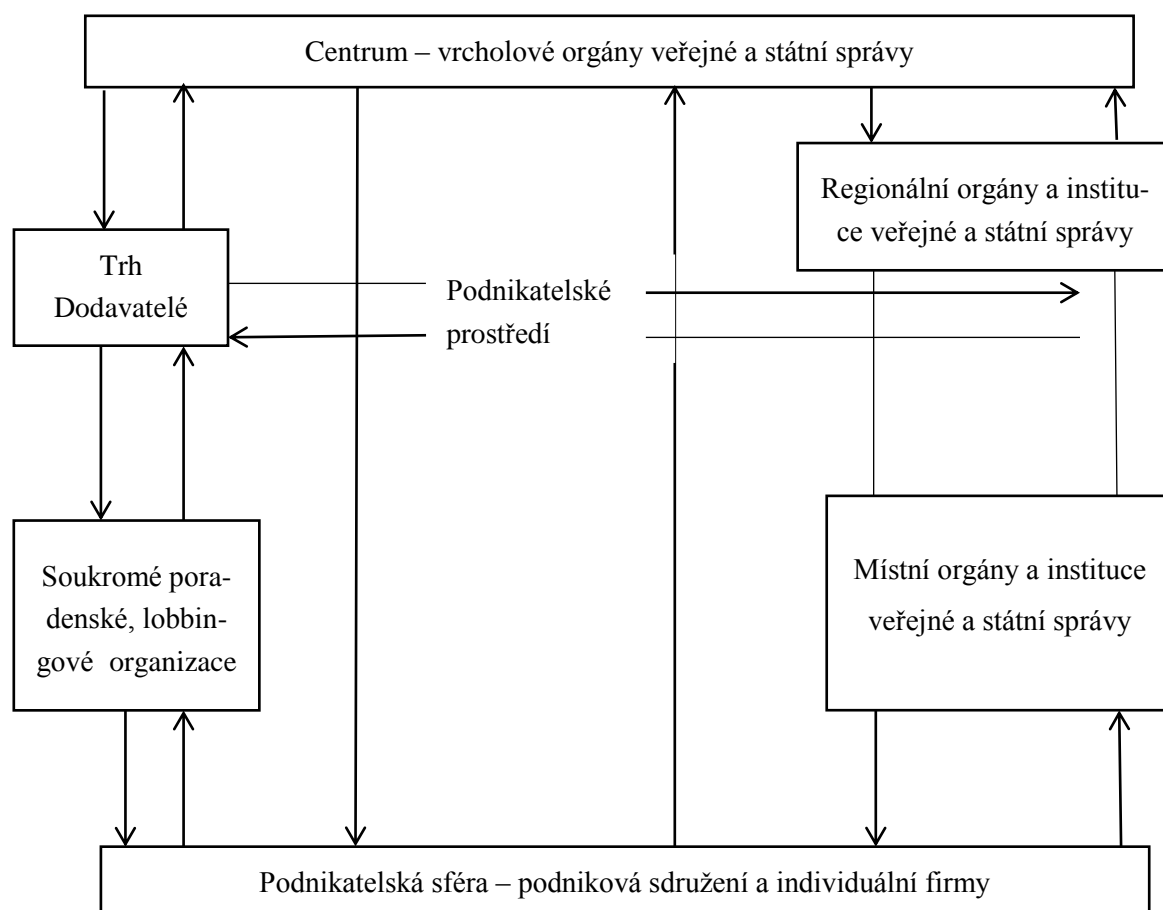 Centrum – vrcholové orgány veřejné a státní správy
Regionální orgány a institu-
ce veřejné a státní správy
Trh
Dodavatelé
Podnikatelské
prostředí
Soukromé pora-
denské, lobbin-
gové organizace
Místní orgány a instituce
veřejné a státní správy
Podnikatelská sféra – podniková sdružení a individuální firmy